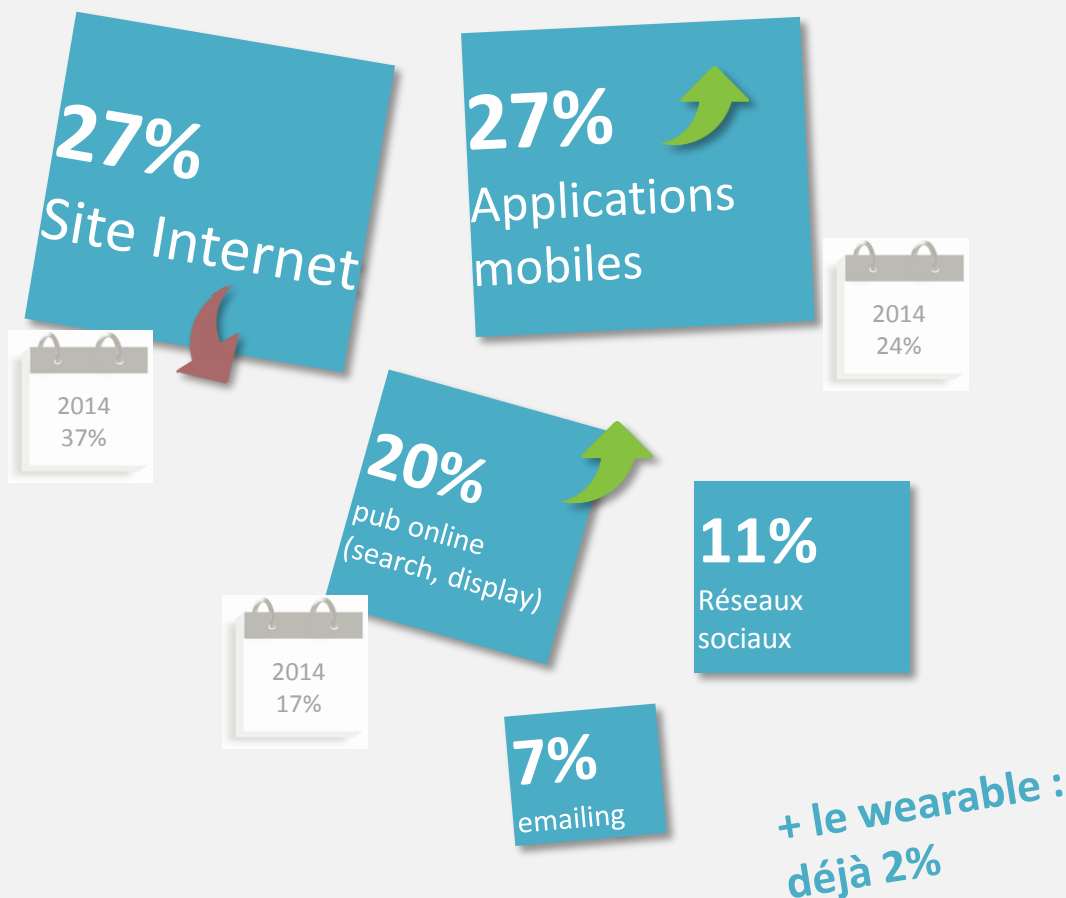 27%
Site Internet
2014
37%
27%
Applications
mobiles
2014
24%
20%
pub online
(search, display)
2014
17%
11%
Réseaux
sociaux
7%
emailing
+ le wearable :
déjà 2%